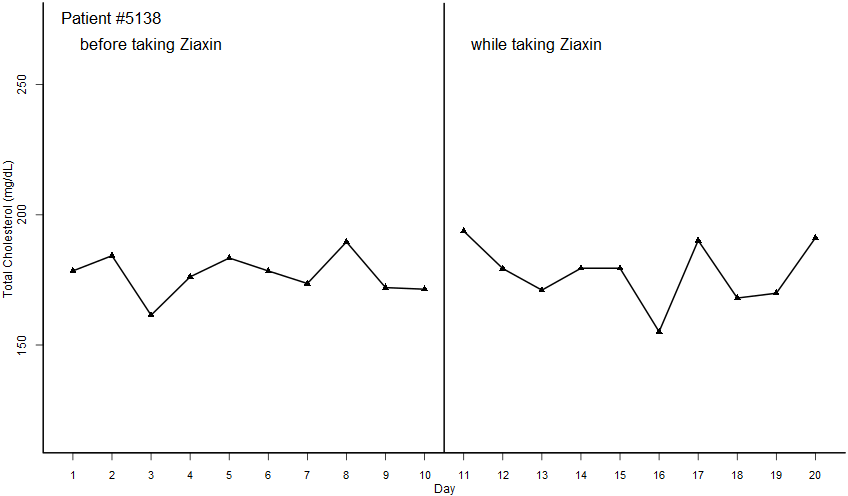 Patient #5138
before taking Ziaxin
while taking Ziaxin
Total Cholesterol (mg/dL)
250
200
150
1 2 3 4 5 6 7 8 9 10 11 12 13 14 15 16 17 18 19 20
Day